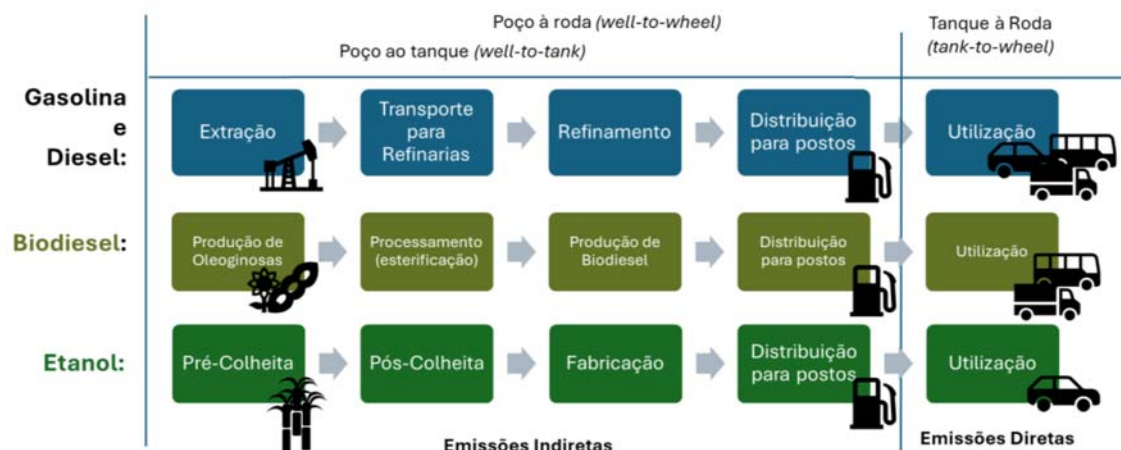 Poço à roda (well-to-wheel)
Tanque à Roda
(tank-to-wheel)
Poço ao tanque (well-to-tank)
Gasolina
e
Diesel:
Extração
Transporte
para
Refinarias
Refinamento
Distribuição
para postos
Utilização
Biodiesel:
Produção de
Oleoginosas
Processamento
(esterificação)
Produção de
Biodiesel
Distribuição
para postos
Utilização
Etanol:
Pré-Colheita
Pós-Colheita
Fabricação
Distribuição
para postos
Utilização
Emissões Indiretas
Emissões Diretas